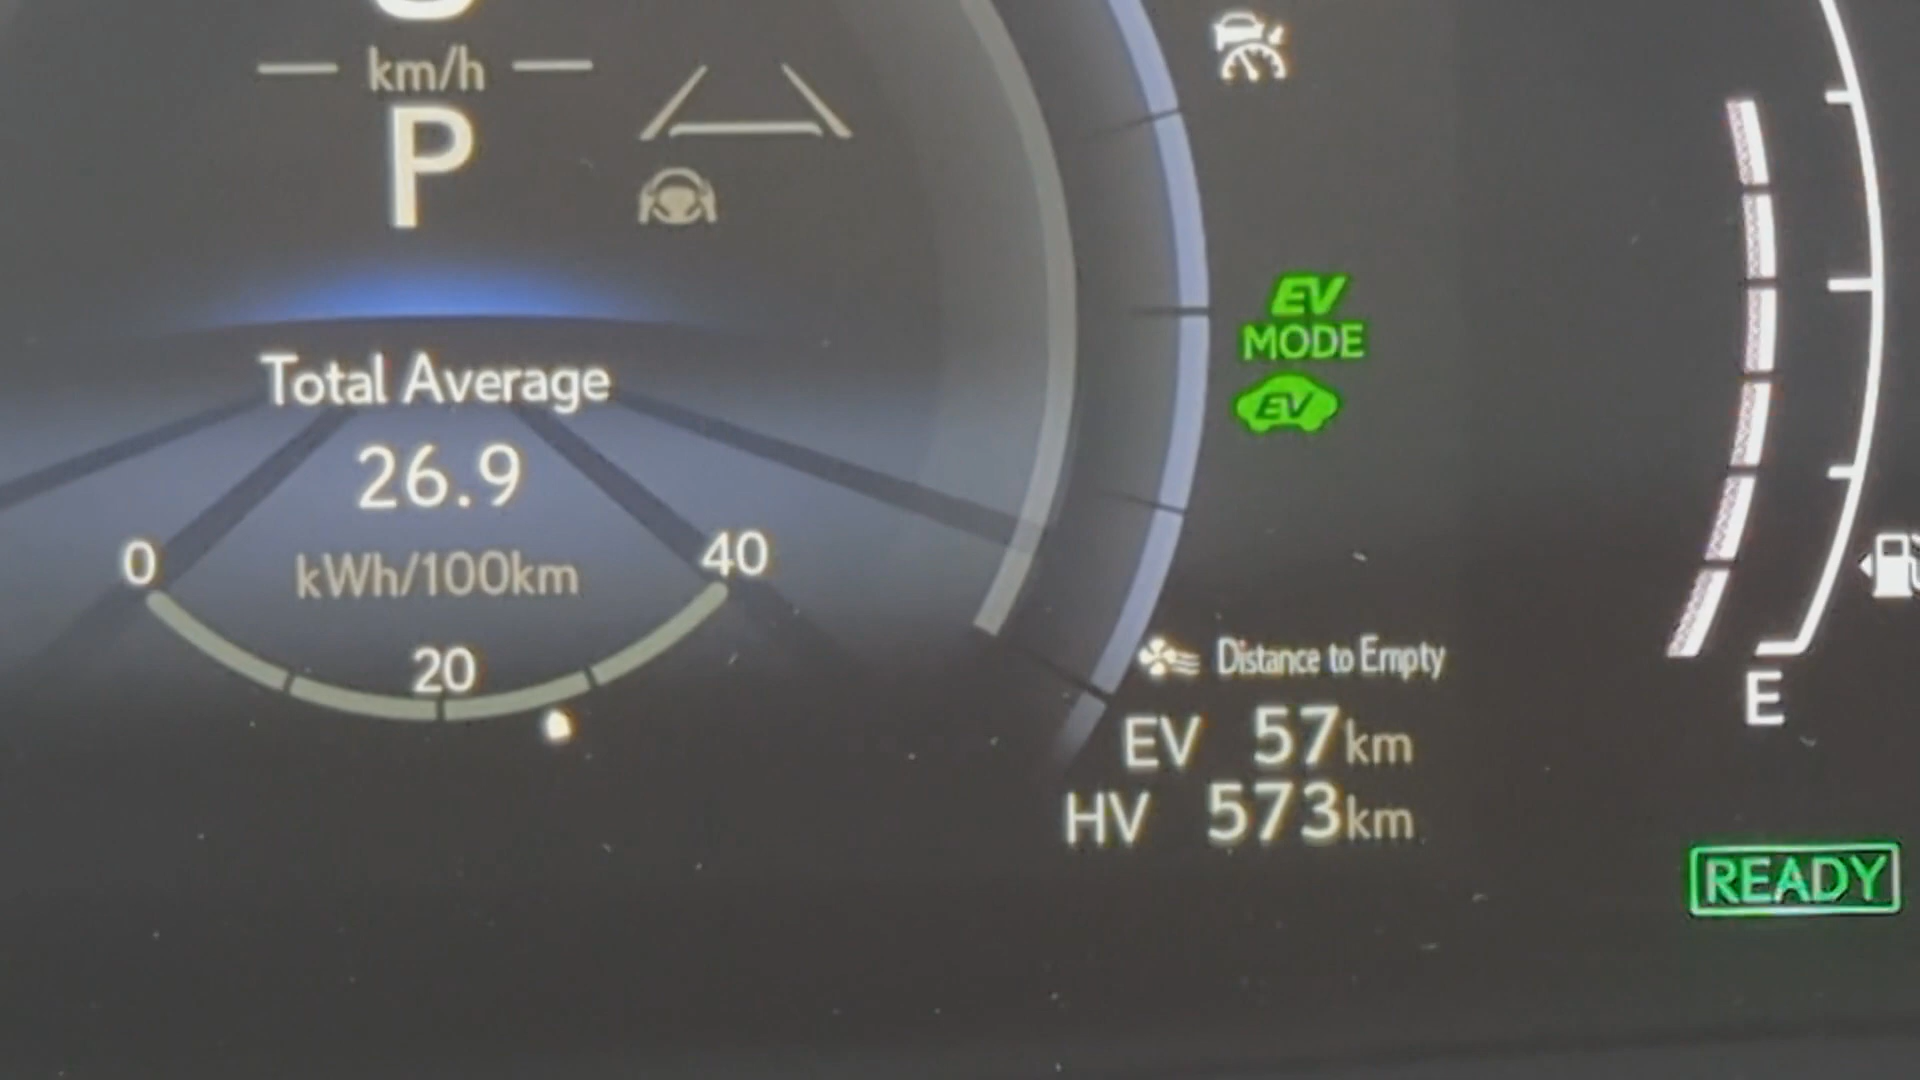 km/h
P
EV
MODE
EV
Total Average
26.9
0
40
kWh/100km
20
Distance to Empty
EV 57km
HV 573km
E
READY